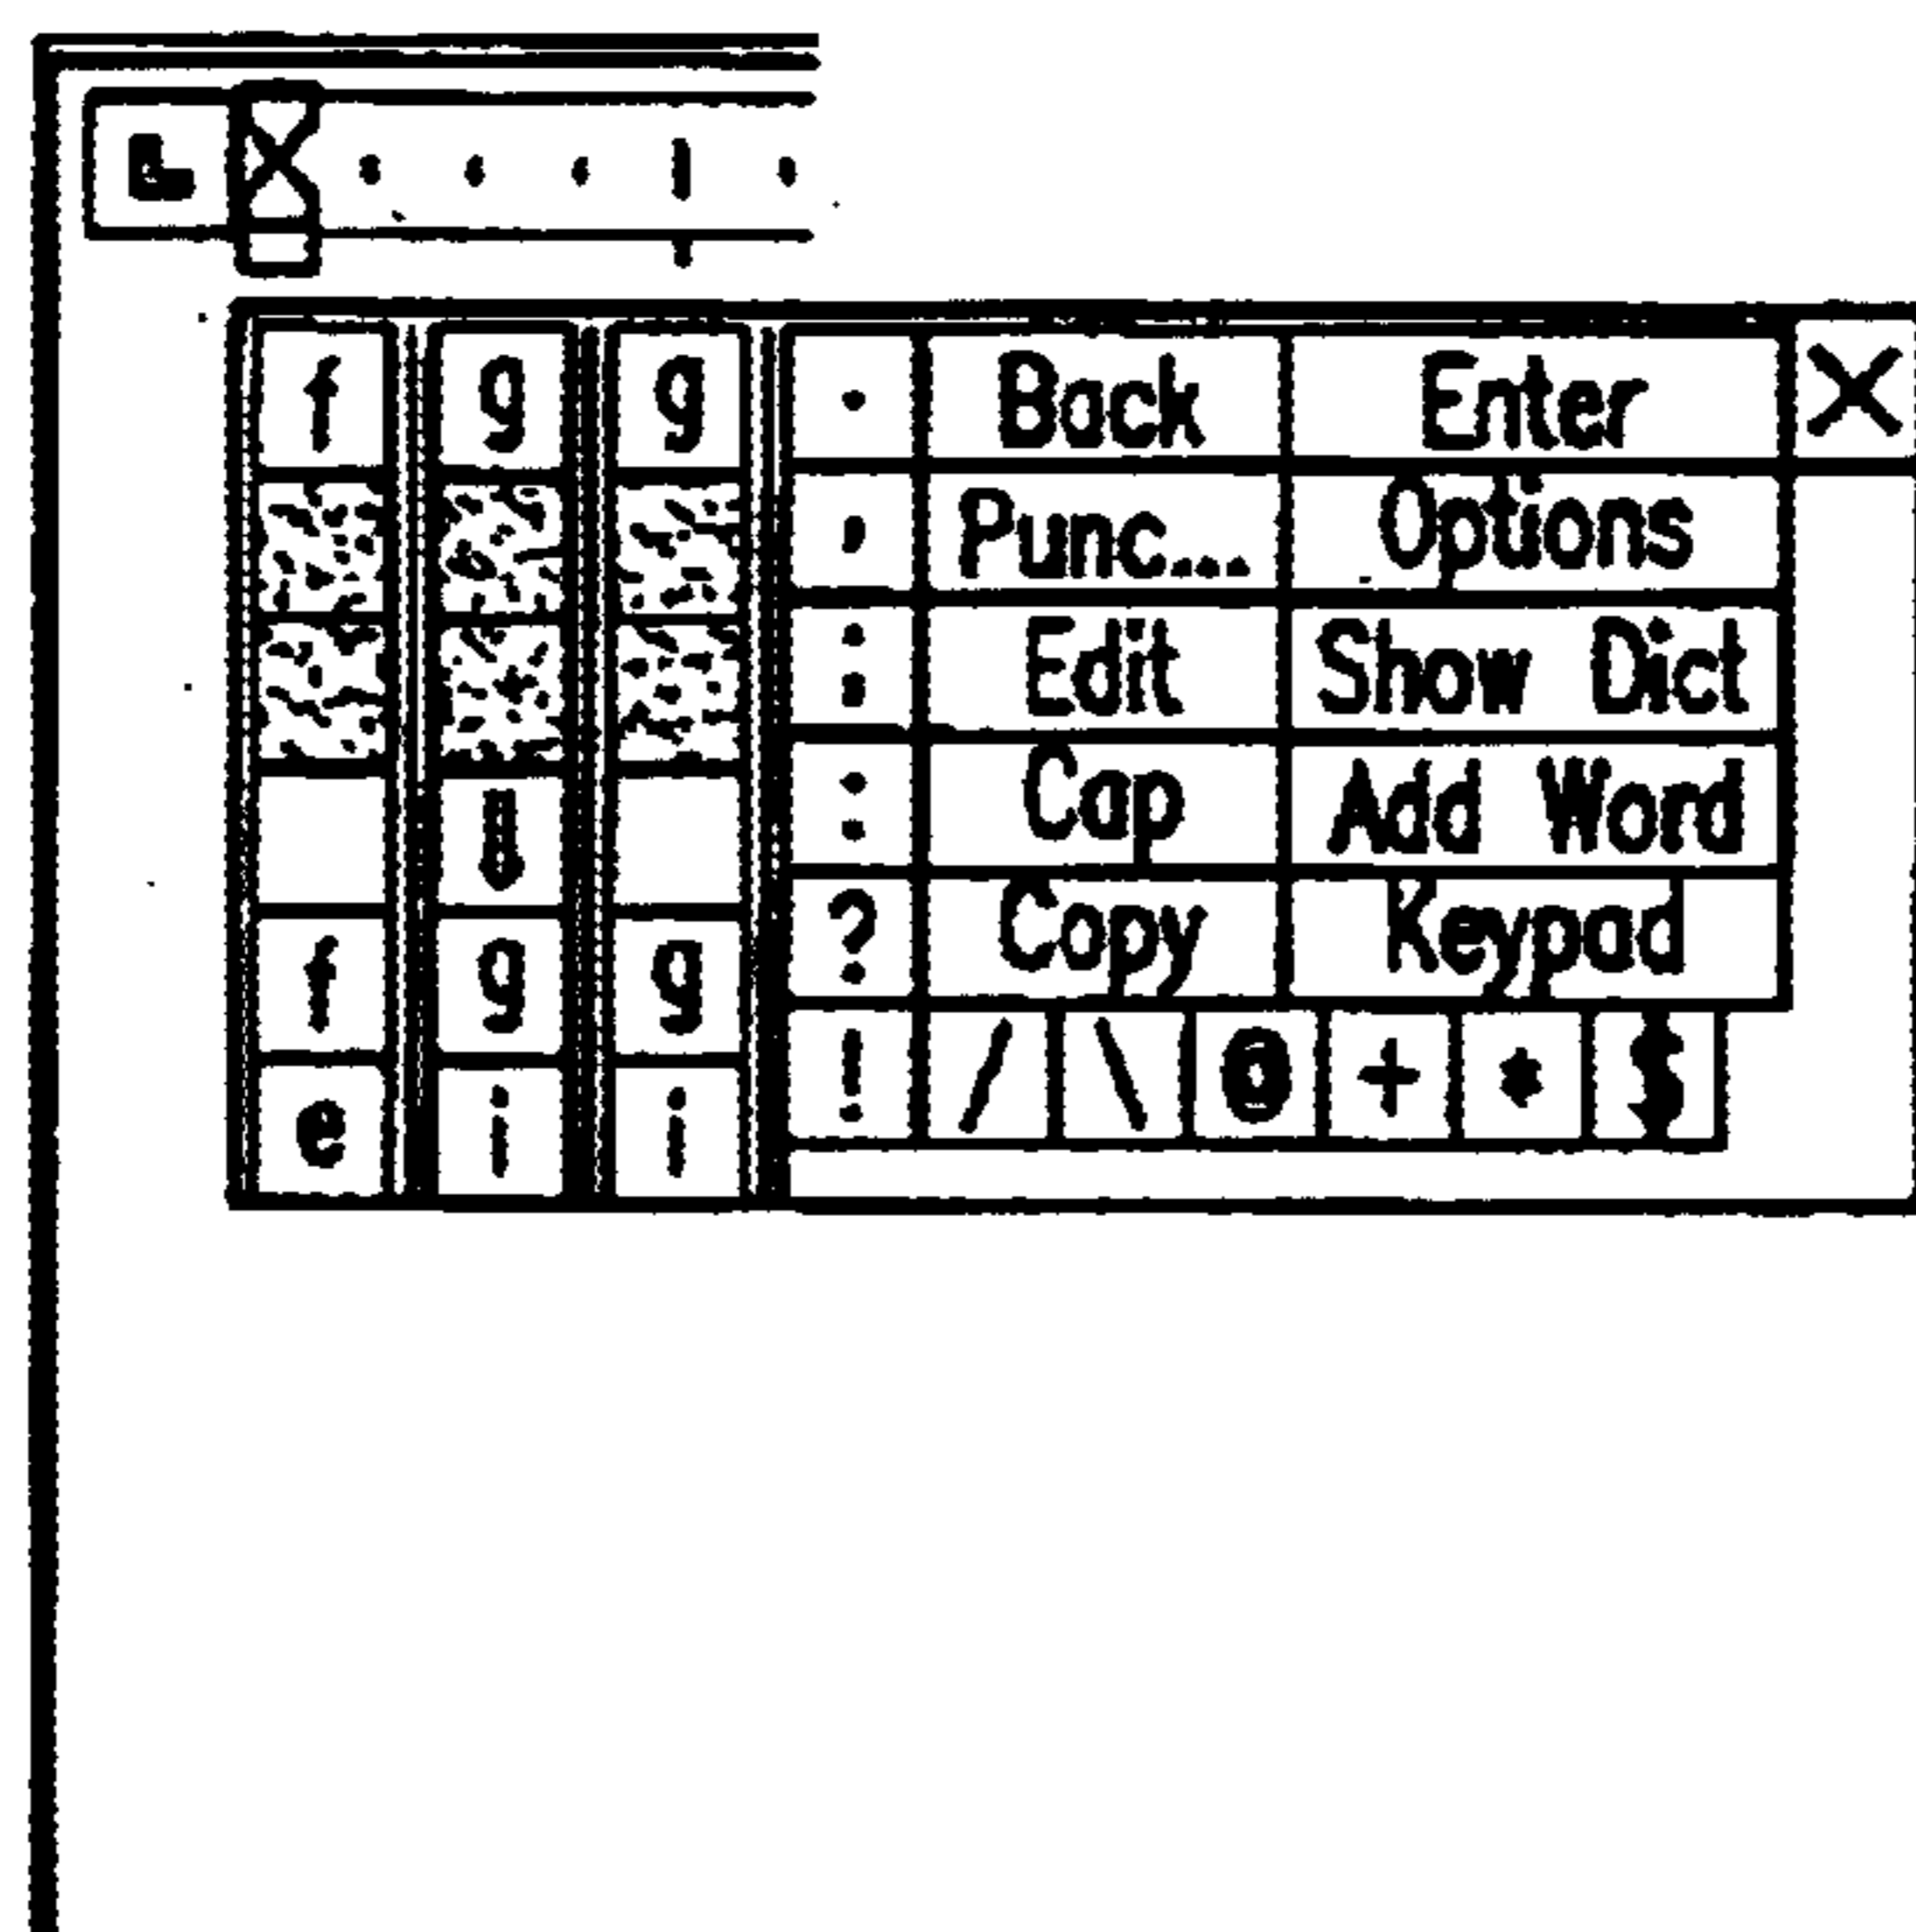 L
f g g . Back Enter X
, Punc... Options
; Edit Show Dict
: Cap Add Word
f g g ? Copy Keypad
e i i ! / \ @ + * $